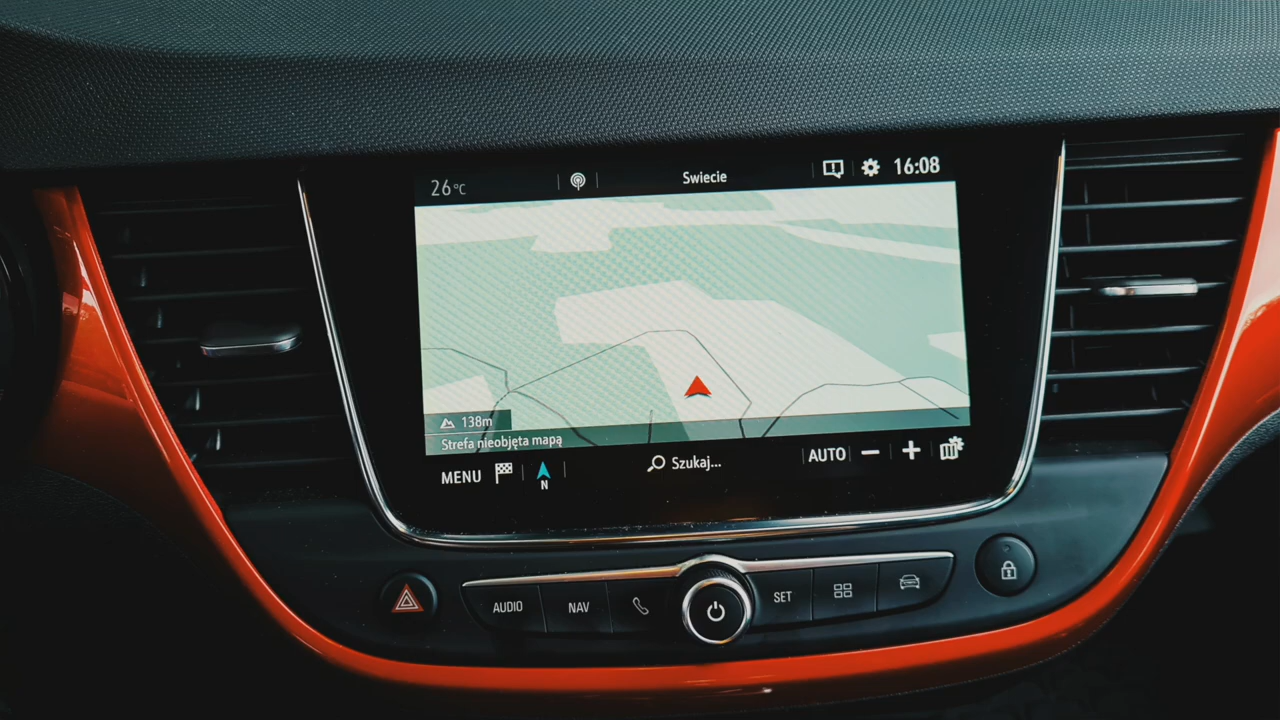 26°C
Swiecie
16:08
138m
Strefa nieobjęta mapą
MENU
N
Szukaj...
AUTO
AUDIO
NAV
SET